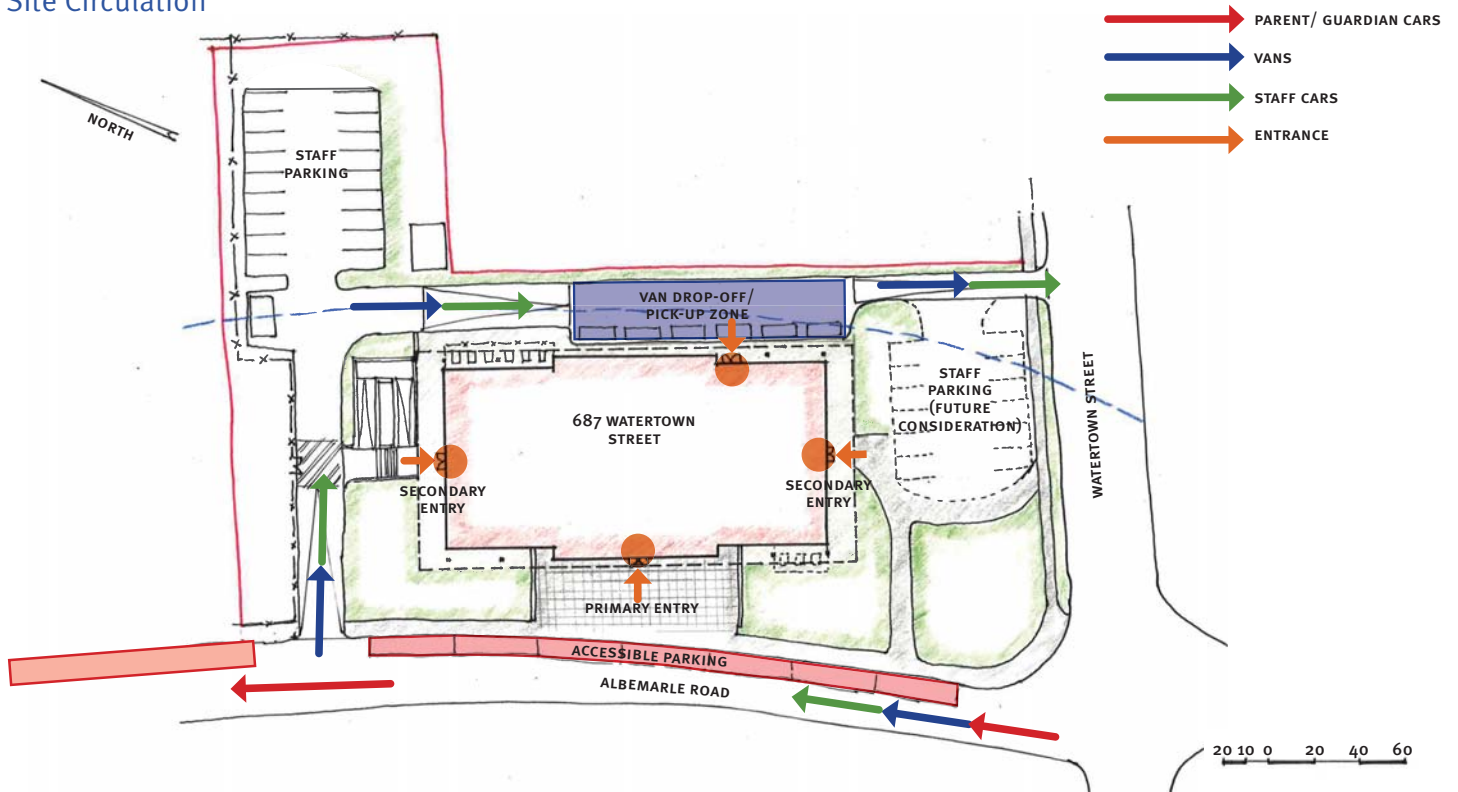 Site Circulation
PARENT/ GUARDIAN CARS
VANS
STAFF CARS
ENTRANCE
NORTH
STAFF
PARKING
VAN DROP-OFF/
PICK-UP ZONE
687 WATERTOWN
STREET
STAFF
PARKING
(FUTURE
CONSIDERATION)
WATERTOWN STREET
SECONDARY
ENTRY
SECONDARY
ENTRY
PRIMARY ENTRY
ACCESSIBLE PARKING
ALBEMARLE ROAD
20 10 0 20 40 60